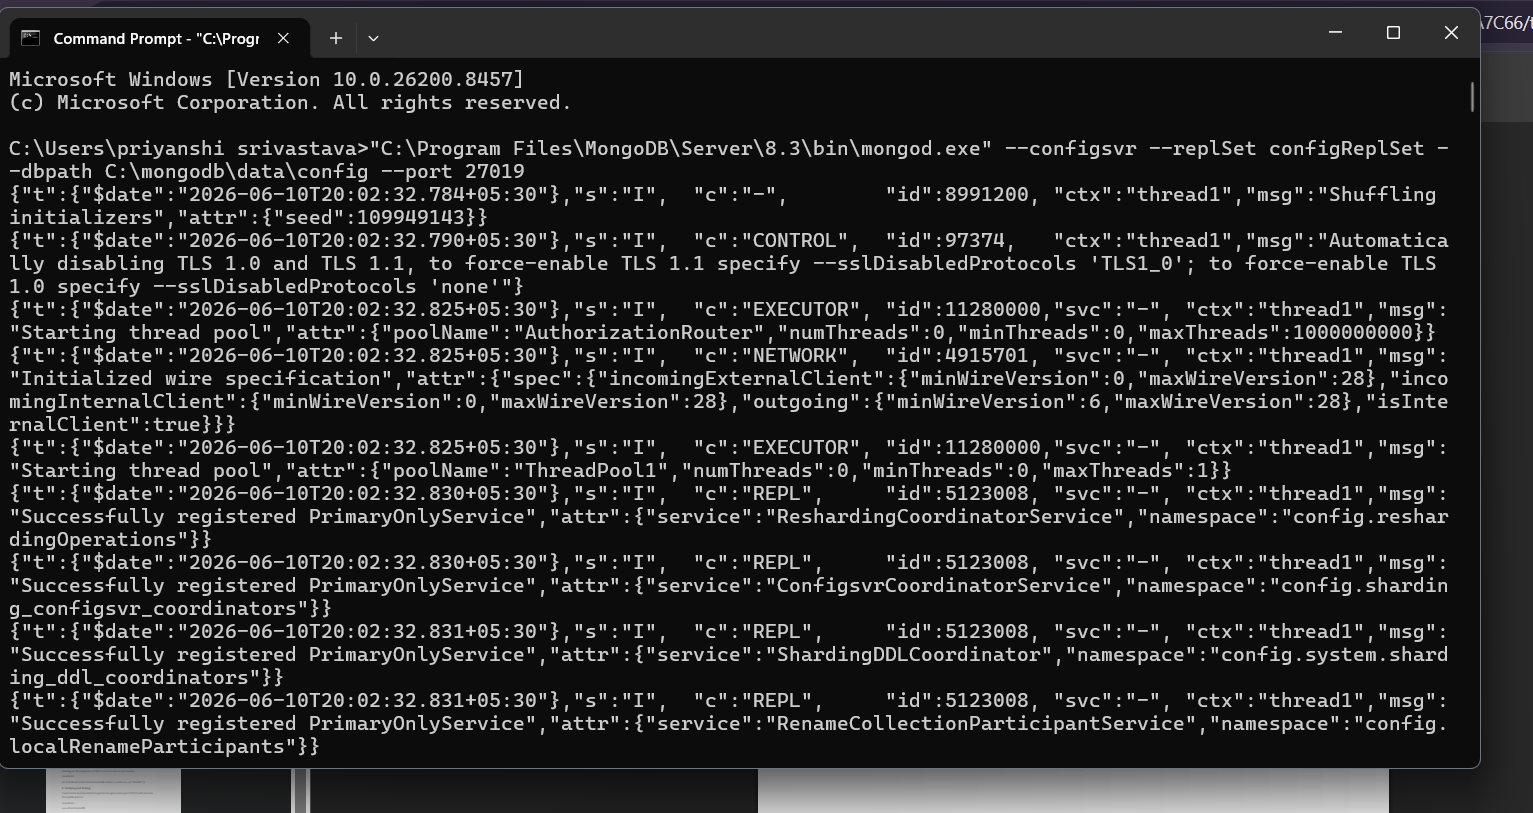 A7C66/t
Command Prompt - "C:\Progr
Microsoft Windows [Version 10.0.26200.8457]
(c) Microsoft Corporation. All rights reserved.
C:\Users\priyanshi srivastava>"C:\Program Files\MongoDB\Server\8.3\bin\mongod.exe" --configsvr --replSet configReplSet -
-dbpath C:\mongodb\data\config --port 27019
{"t":{"$date":"2026-06-10T20:02:32.784+05:30"},"s":"I",  "c":"-",        "id":8991200, "ctx":"thread1","msg":"Shuffling
initializers","attr":{"seed":109949143}}
{"t":{"$date":"2026-06-10T20:02:32.790+05:30"},"s":"I",  "c":"CONTROL",  "id":97374,   "ctx":"thread1","msg":"Automatica
lly disabling TLS 1.0 and TLS 1.1, to force-enable TLS 1.1 specify --sslDisabledProtocols 'TLS1_0'; to force-enable TLS
1.0 specify --sslDisabledProtocols 'none'"}
{"t":{"$date":"2026-06-10T20:02:32.825+05:30"},"s":"I",  "c":"EXECUTOR", "id":11280000,"svc":"-", "ctx":"thread1","msg":
"Starting thread pool","attr":{"poolName":"AuthorizationRouter","numThreads":0,"minThreads":0,"maxThreads":1000000000}}
{"t":{"$date":"2026-06-10T20:02:32.825+05:30"},"s":"I",  "c":"NETWORK",  "id":4915701, "svc":"-", "ctx":"thread1","msg":
"Initialized wire specification","attr":{"spec":{"incomingExternalClient":{"minWireVersion":0,"maxWireVersion":28},"inco
mingInternalClient":{"minWireVersion":0,"maxWireVersion":28},"outgoing":{"minWireVersion":6,"maxWireVersion":28},"isInte
rnalClient":true}}}
{"t":{"$date":"2026-06-10T20:02:32.825+05:30"},"s":"I",  "c":"EXECUTOR", "id":11280000,"svc":"-", "ctx":"thread1","msg":
"Starting thread pool","attr":{"poolName":"ThreadPool1","numThreads":0,"minThreads":0,"maxThreads":1}}
{"t":{"$date":"2026-06-10T20:02:32.830+05:30"},"s":"I",  "c":"REPL",     "id":5123008, "svc":"-", "ctx":"thread1","msg":
"Successfully registered PrimaryOnlyService","attr":{"service":"ReshardingCoordinatorService","namespace":"config.reshar
dingOperations"}}
{"t":{"$date":"2026-06-10T20:02:32.830+05:30"},"s":"I",  "c":"REPL",     "id":5123008, "svc":"-", "ctx":"thread1","msg":
"Successfully registered PrimaryOnlyService","attr":{"service":"ConfigsvrCoordinatorService","namespace":"config.shardin
g_configsvr_coordinators"}}
{"t":{"$date":"2026-06-10T20:02:32.831+05:30"},"s":"I",  "c":"REPL",     "id":5123008, "svc":"-", "ctx":"thread1","msg":
"Successfully registered PrimaryOnlyService","attr":{"service":"ShardingDDLCoordinator","namespace":"config.system.shard
ing_ddl_coordinators"}}
{"t":{"$date":"2026-06-10T20:02:32.831+05:30"},"s":"I",  "c":"REPL",     "id":5123008, "svc":"-", "ctx":"thread1","msg":
"Successfully registered PrimaryOnlyService","attr":{"service":"RenameCollectionParticipantService","namespace":"config.
localRenameParticipants"}}